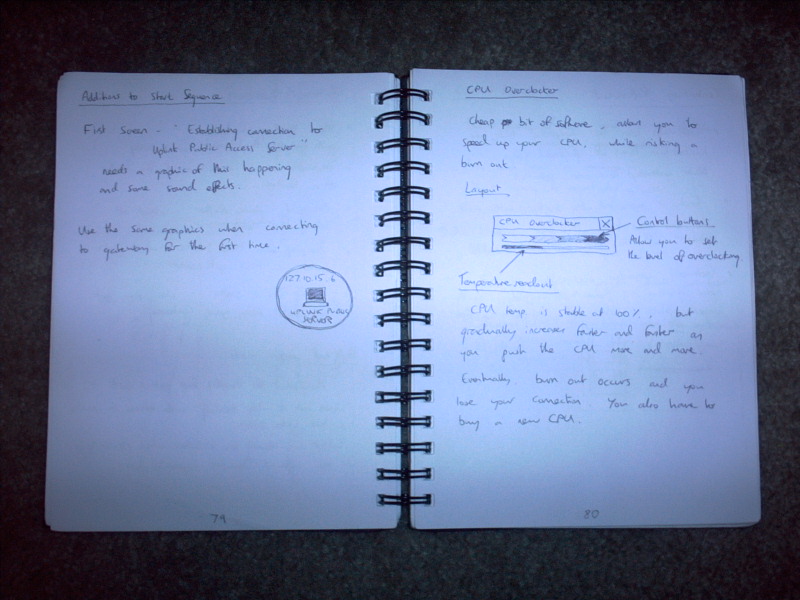 Additions to Start Sequence
First Screen - "Establishing connection to
Uplink Public Access Server"
needs a graphic of this happening
and some sound effects.
Use the same graphics when connecting
to gateway for the first time.
127.10.15.6
UPLINK PUBLIC
SERVER
79
CPU Overclocker
Cheap bit of software, allows you to
speed up your CPU, while risking a
burn out
Layout
CPU Overclocker X
Control buttons
Allow you to set
the level of overclocking
Temperature readout
CPU temp is stable at 100%, but
gradually increases faster and faster as
you push the CPU more and more.
Eventually burn out occurs and you
lose your connection. You also have to
buy a new CPU.
80